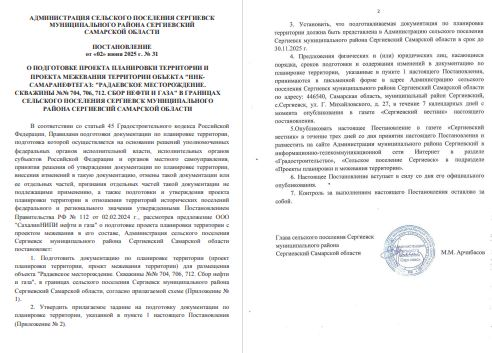 АДМИНИСТРАЦИЯ СЕЛЬСКОГО ПОСЕЛЕНИЯ СЕРГИЕВСК
МУНИЦИПАЛЬНОГО РАЙОНА СЕРГИЕВСКИЙ
САМАРСКОЙ ОБЛАСТИ
ПОСТАНОВЛЕНИЕ
от «02» июня 2025 г. № 31
О ПОДГОТОВКЕ ПРОЕКТА ПЛАНИРОВКИ ТЕРРИТОРИИ И
ПРОЕКТА МЕЖЕВАНИЯ ТЕРРИТОРИИ ОБЪЕКТА "ННК-
САМАРАНЕФТЕГАЗ: "РАДАЕВСКОЕ МЕСТОРОЖДЕНИЕ.
СКВАЖИНЫ №№ 704, 706, 712. СБОР НЕФТИ И ГАЗА" В ГРАНИЦАХ
СЕЛЬСКОГО ПОСЕЛЕНИЯ СЕРГИЕВСК МУНИЦИПАЛЬНОГО
РАЙОНА СЕРГИЕВСКИЙ САМАРСКОЙ ОБЛАСТИ
В соответствии со статьей 45 Градостроительного кодекса Российской
Федерации, Правилами подготовки документации по планировке территории,
подготовка которой осуществляется на основании решений уполномоченных
федеральных органов исполнительной власти, исполнительных органов
субъектов Российской Федерации и органов местного самоуправления,
принятия решения об утверждении документации по планировке территории,
внесения изменений в такую документацию, отмены такой документации или
ее отдельных частей, признания отдельных частей такой документации не
подлежащими применению, а также подготовки и утверждения проекта
планировки территории в отношении территорий исторических поселений
федерального и регионального значения утвержденными Постановлением
Правительства РФ № 112 от 02.02.2024 г., рассмотрев предложение ООО
"СахалинНИПИ нефти и газа" о подготовке проекта планировки территории с
проектом межевания в его составе, Администрация сельского поселения
Сергиевск муниципального района Сергиевский Самарской области
постановляет:
1. Подготовить документацию по планировке территории (проект
планировки территории, проект межевания территории) для размещения
объекта "Радаевское месторождение. Скважины №№ 704, 706, 712. Сбор нефти
и газа", в границах сельского поселения Сергиевск муниципального района
Сергиевский Самарской области, согласно прилагаемой схеме (Приложение №
1).
2. Утвердить прилагаемое задание на подготовку документации по
планировке территории, указанной в пункте 1 настоящего Постановления
(Приложение № 2).
2
3. Установить, что подготавливаемая документация по планировке
территории должна быть представлена в Администрацию сельского поселения
Сергиевск муниципального района Сергиевский Самарской области в срок до
30.11.2025 г.
4. Предложения физических и (или) юридических лиц, касающиеся
порядка, сроков подготовки и содержания изменений в документацию по
планировке территории, указанных в пункте 1 настоящего Постановления,
принимаются в письменной форме в адрес Администрации сельского
поселения Сергиевск муниципального района Сергиевский Самарской области
по адресу: 446540, Самарская область, муниципальный район Сергиевский,
с.Сергиевск, ул. Г. Михайловского, д. 27, в течение 7 календарных дней с
момента опубликования в газете «Сергиевский вестник» настоящего
постановления.
5.Опубликовать настоящее Постановление в газете «Сергиевский
вестник» в течение трех дней со дня принятия настоящего Постановления и
разместить на сайте Администрации муниципального района Сергиевский в
информационно-телекоммуникационной сети Интернет в разделе
«Градостроительство», «Сельское поселение Сергиевск» в подразделе
«Проекты планировки и межевания территории».
6. Настоящее Постановление вступает в силу со дня его официального
опубликования.
7. Контроль за выполнением настоящего Постановления оставляю за
собой.
Глава сельского поселения Сергиевск
муниципального района
Сергиевский
Самарской области
М.М. Арчибасов